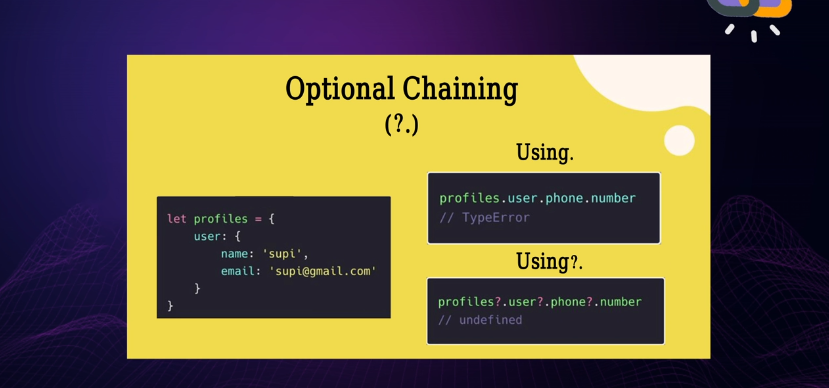 Optional Chaining
(?.)
let profiles = {
    user: {
        name: 'supi',
        email: 'supi@gmail.com'
    }
}
Using.
profiles.user.phone.number
// TypeError
Using?.
profiles?.user?.phone?.number
// undefined